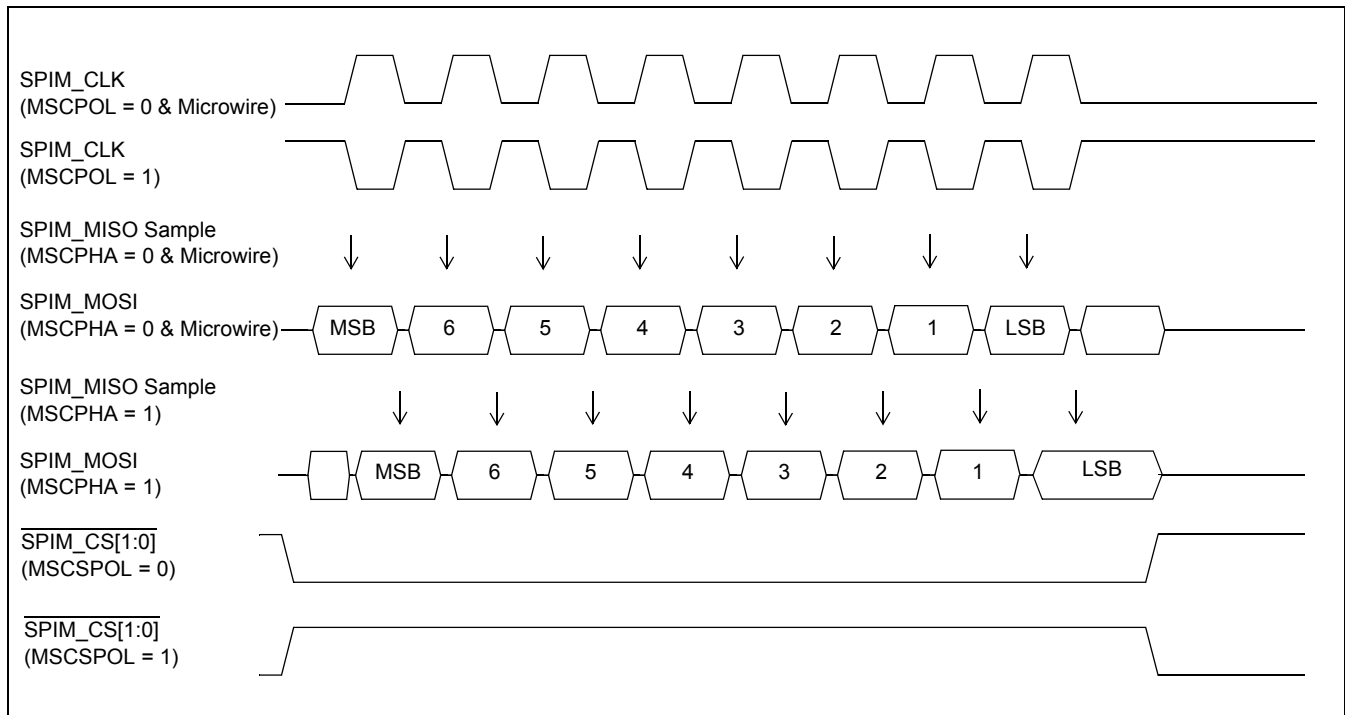 SPIM_CLK
(MSCPOL = 0 & Microwire)
SPIM_CLK
(MSCPOL = 1)
SPIM_MISO Sample
(MSCPHA = 0 & Microwire)
SPIM_MOSI
(MSCPHA = 0 & Microwire)
MSB 6 5 4 3 2 1 LSB
SPIM_MISO Sample
(MSCPHA = 1)
SPIM_MOSI
(MSCPHA = 1)
MSB 6 5 4 3 2 1 LSB
SPIM_CS[1:0]
(MSCSPOL = 0)
SPIM_CS[1:0]
(MSCSPOL = 1)